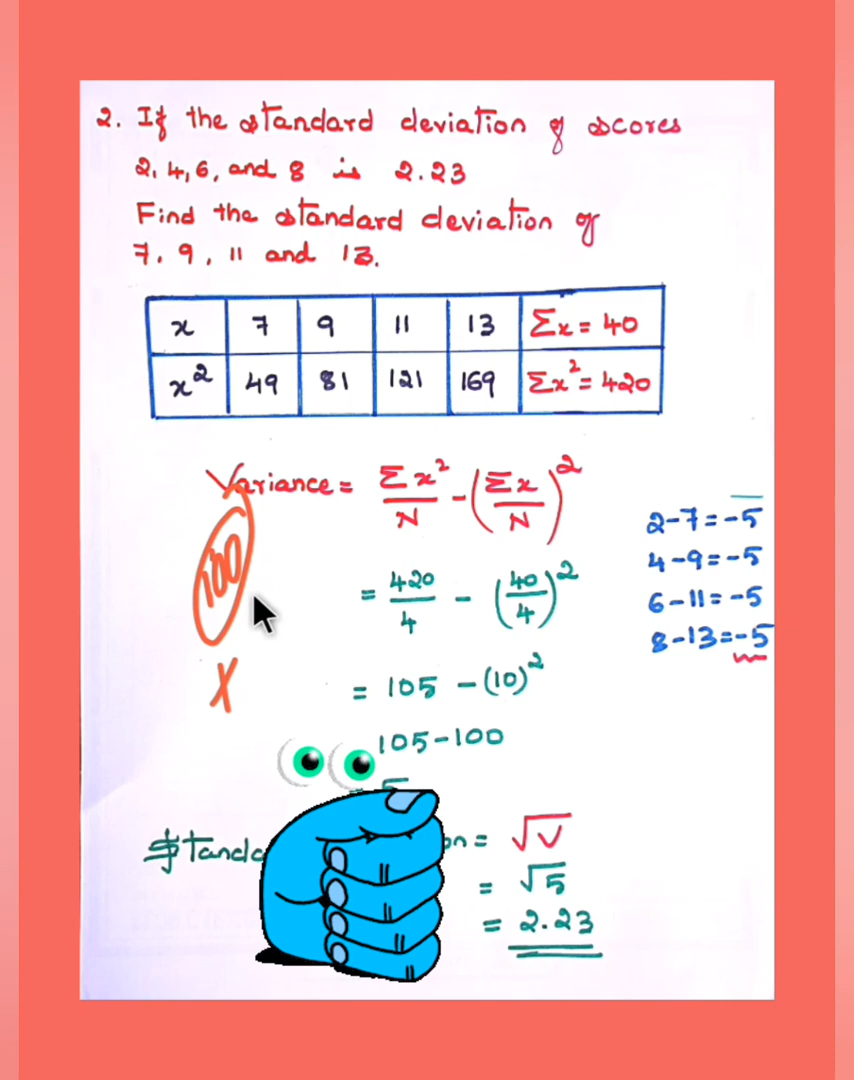 2. If the standard deviation of scores
2, 4, 6, and 8 is 2.23
Find the standard deviation of
7, 9, 11 and 13.
x 7 9 11 13 Σx = 40
x² 49 81 121 169 Σx² = 420
Variance = Σx²/N - (Σx/N)²
= 420/4 - (40/4)²
= 105 - (10)²
105 - 100
= 5
100
X
2-7 = -5
4-9 = -5
6-11 = -5
8-13 = -5
Standa on = √V
= √5
= 2.23